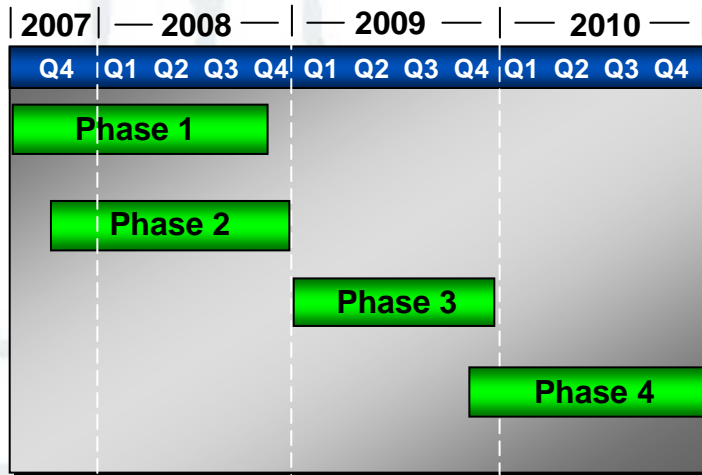 2007 2008 2009 2010
Q4 Q1 Q2 Q3 Q4 Q1 Q2 Q3 Q4 Q1 Q2 Q3 Q4
Phase 1
Phase 2
Phase 3
Phase 4